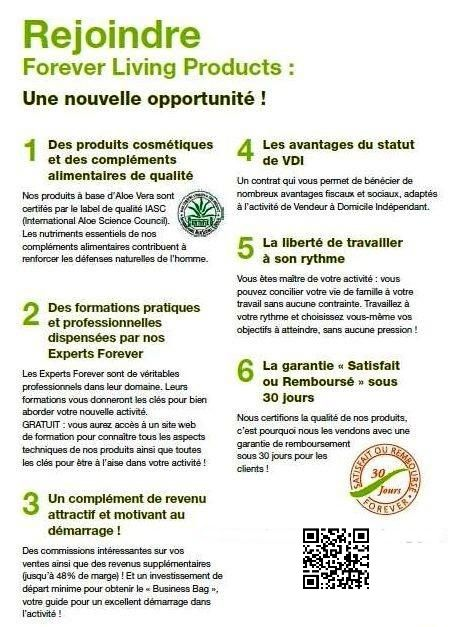 Rejoindre
Forever Living Products :
Une nouvelle opportunité !
1 Des produits cosmétiques
et des compléments
alimentaires de qualité
Nos produits à base d'Aloe Vera sont
certifés par le label de qualité IASC
(International Aloe Science Council).
Les nutriments essentiels de nos
compléments alimentaires contribuent à
renforcer les défenses naturelles de l'homme.
2 Des formations pratiques
et professionnelles
dispensées par nos
Experts Forever
Les Experts Forever sont de véritables
professionnels dans leur domaine. Leurs
formations vous donneront les clés pour bien
aborder votre nouvelle activité.
GRATUIT : vous aurez accès à un site web
de formation pour connaître tous les aspects
techniques de nos produits ainsi que toutes
les clés pour être à l'aise dans votre activité !
3 Un complément de revenu
attractif et motivant au
démarrage !
Des commissions intéressantes sur vos
ventes ainsi que des revenus supplémentaires
(jusqu'à 48% de marge) ! Et un investissement de
départ minime pour obtenir le « Business Bag »,
votre guide pour un excellent démarrage dans
l'activité !
4 Les avantages du statut
de VDI
Un contrat qui vous permet de bénécier de
nombreux avantages fiscaux et sociaux, adaptés
à l'activité de Vendeur à Domicile Indépendant.
5 La liberté de travailler
à son rythme
Vous êtes maître de votre activité : vous
pouvez concilier votre vie de famille à votre
travail sans aucune contrainte. Travaillez à
votre rythme et choisissez vous-même vos
objectifs à atteindre, sans aucune pression !
6 La garantie « Satisfait
ou Remboursé » sous
30 jours
Nous certifions la qualité de nos produits,
c'est pourquoi nous les vendons avec une
garantie de remboursement
sous 30 jours pour les
clients !
SATISFAIT OU REMBOURSÉ
30
Jours
FOREVER